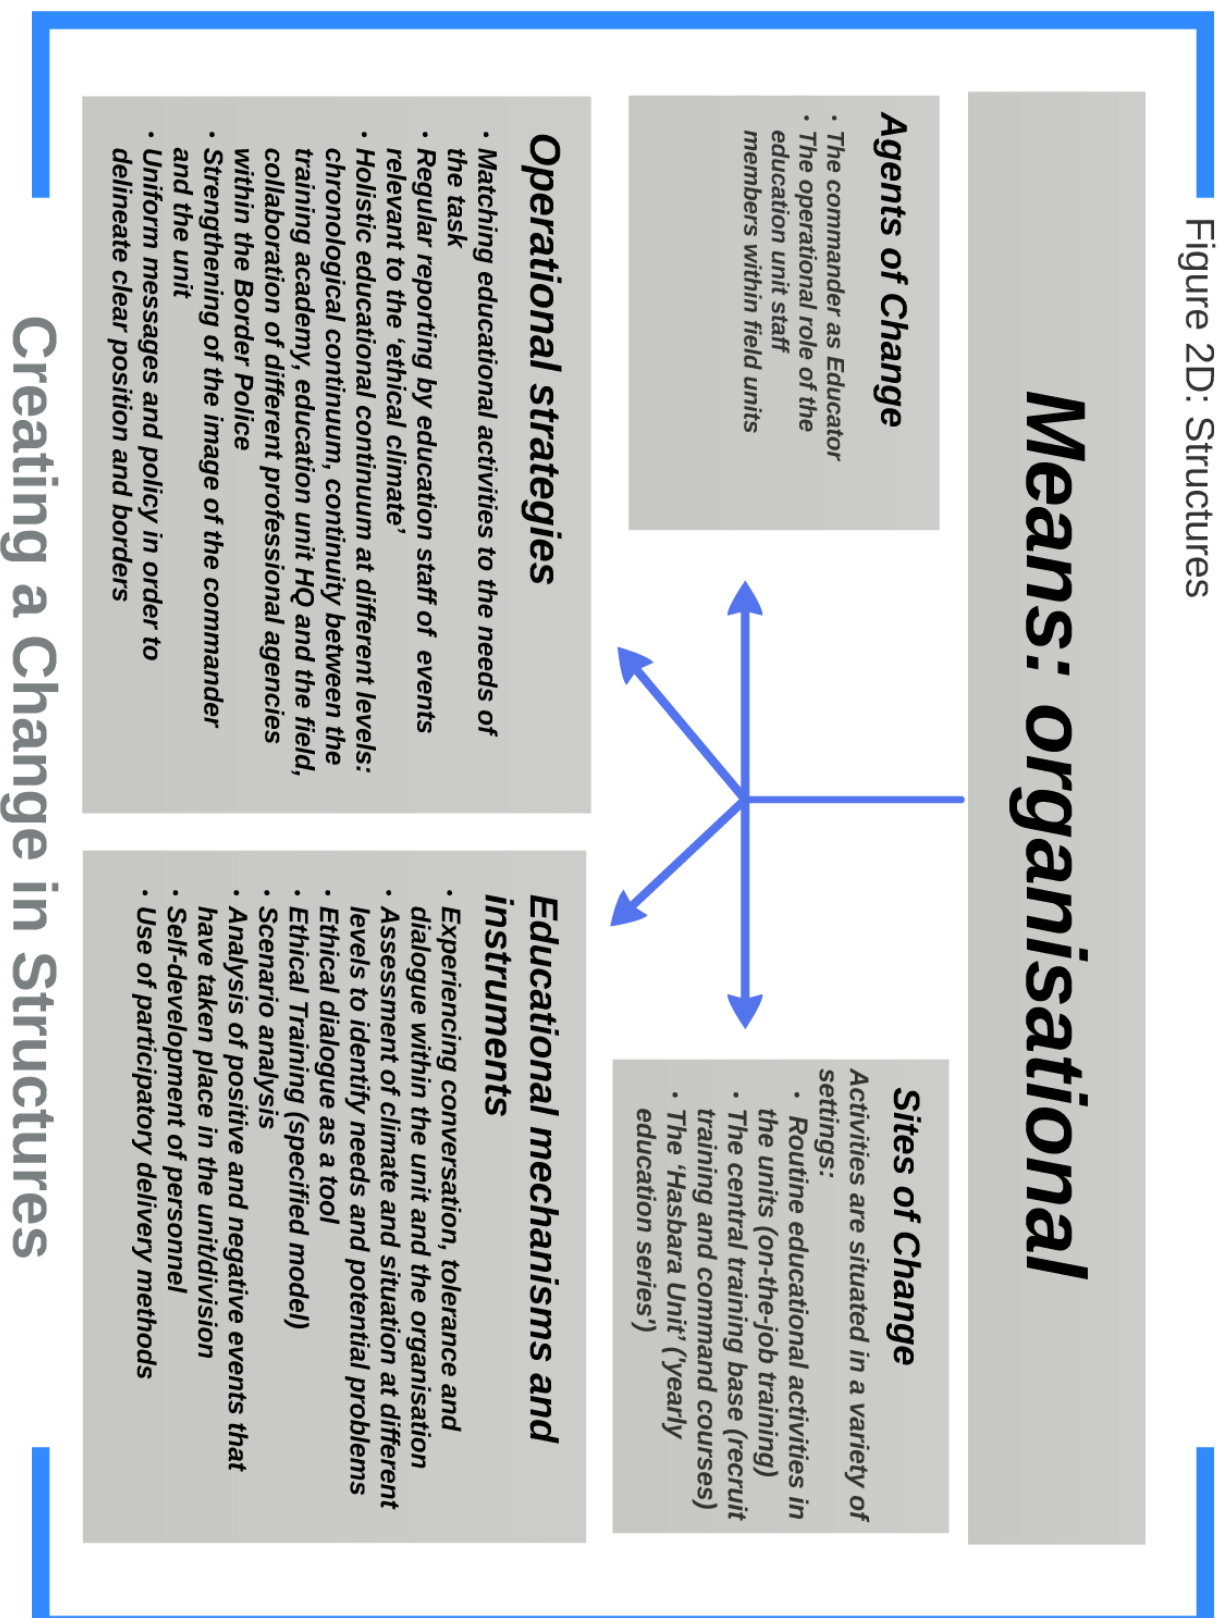 Figure 2D: Structures
Means: organisational
Agents of Change
• The commander as Educator
• The operational role of the
education unit staff
members within field units
Sites of Change
Activities are situated in a variety of
settings:
• Routine educational activities in
the units (on-the-job training)
• The central training base (recruit
training and command courses)
• The ‘Hasbara Unit’ ('yearly
education series')
Operational strategies
• Matching educational activities to the needs of
the task
• Regular reporting by education staff of events
relevant to the ‘ethical climate’
• Holistic educational continuum at different levels:
chronological continuum, continuity between the
training academy, education unit HQ and the field,
collaboration of different professional agencies
within the Border Police
• Strengthening of the image of the commander
and the unit
• Uniform messages and policy in order to
delineate clear position and borders
Educational mechanisms and
instruments
• Experiencing conversation, tolerance and
dialogue within the unit and the organisation
• Assessment of climate and situation at different
levels to identify needs and potential problems
• Ethical dialogue as a tool
• Ethical Training (specified model)
• Scenario analysis
• Analysis of positive and negative events that
have taken place in the unit/division
• Self-development of personnel
• Use of participatory delivery methods
Creating a Change in Structures